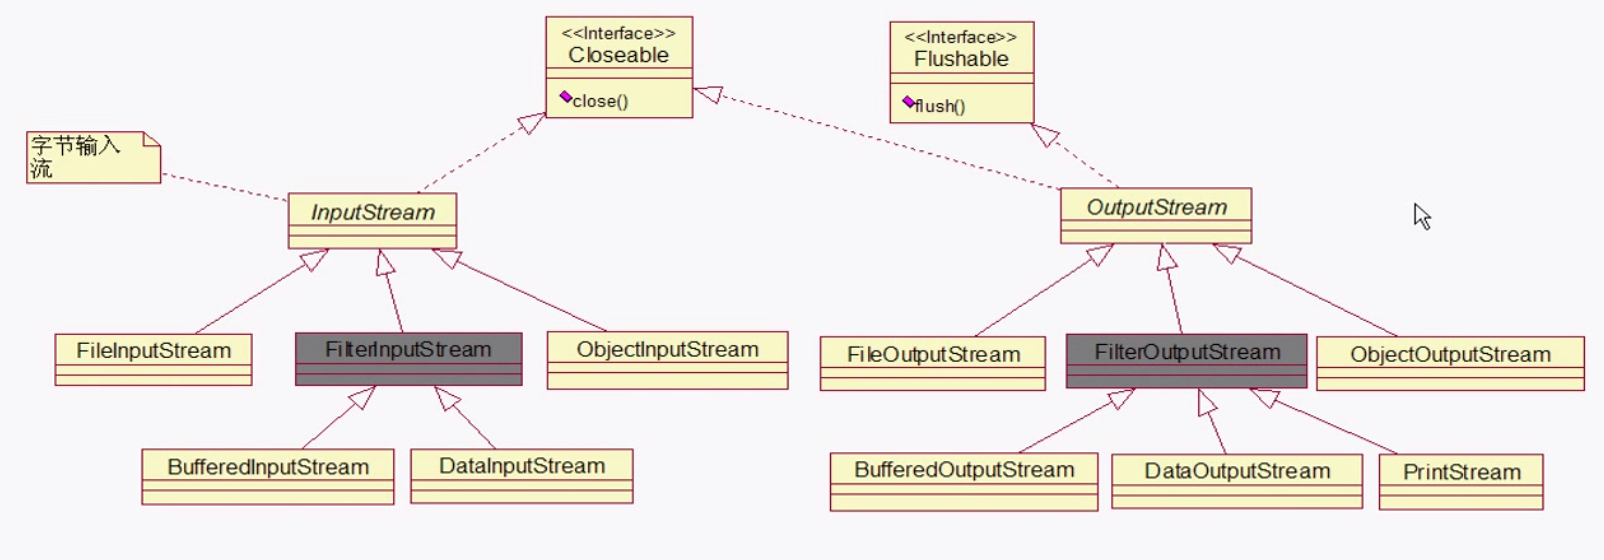 <<Interface>>
Closeable
close()
<<Interface>>
Flushable
flush()
字节输入
流
InputStream
OutputStream
FileInputStream
FilterInputStream
ObjectInputStream
FileOutputStream
FilterOutputStream
ObjectOutputStream
BufferedInputStream
DataInputStream
BufferedOutputStream
DataOutputStream
PrintStream